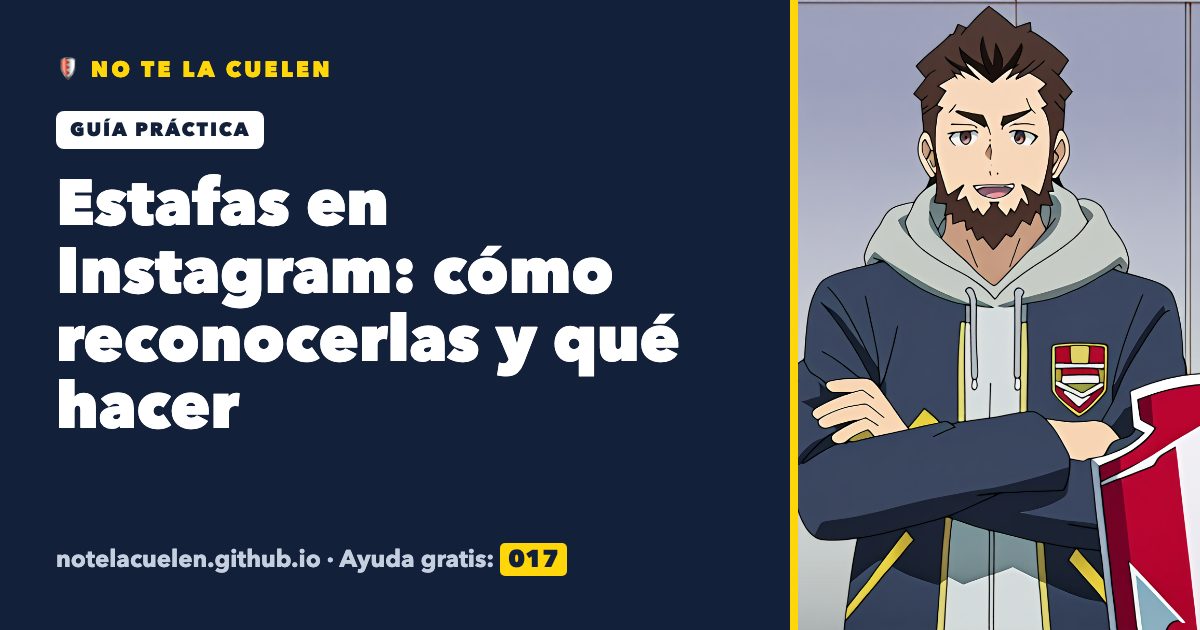 NO TE LA CUELEN
GUÍA PRÁCTICA
Estafas en
Instagram: cómo
reconocerlas y qué
hacer
notelacuelen.github.io · Ayuda gratis: 017